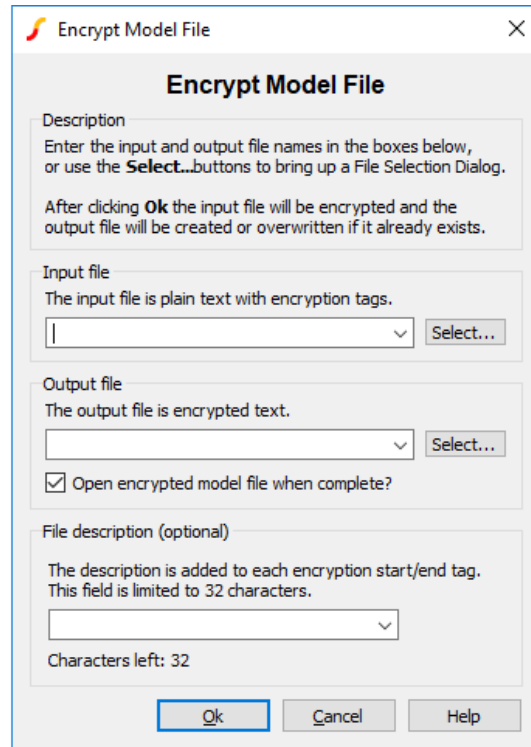 Encrypt Model File
Encrypt Model File
Description
Enter the input and output file names in the boxes below,
or use the Select...buttons to bring up a File Selection Dialog.
After clicking Ok the input file will be encrypted and the
output file will be created or overwritten if it already exists.
Input file
The input file is plain text with encryption tags.
Select...
Output file
The output file is encrypted text.
Select...
Open encrypted model file when complete?
File description (optional)
The description is added to each encryption start/end tag.
This field is limited to 32 characters.
Characters left: 32
Ok Cancel Help